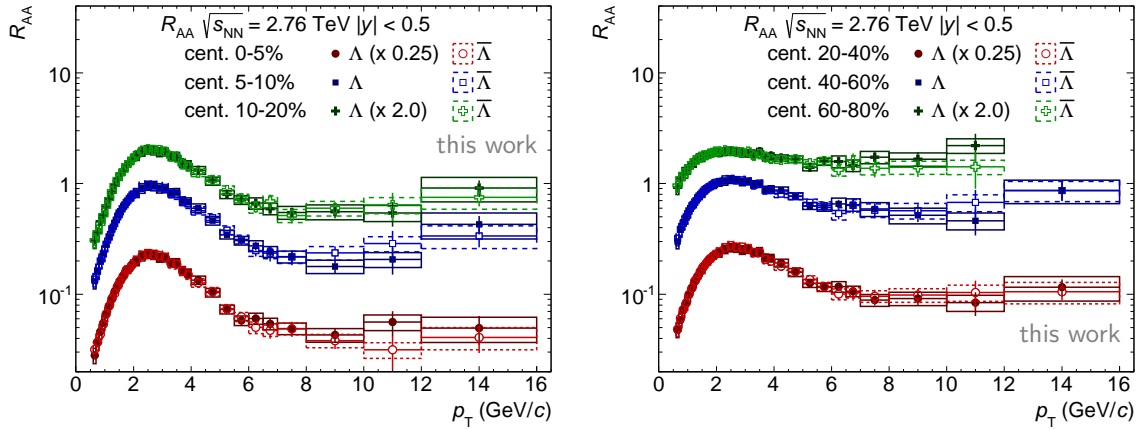 R_AA
R_AA √s_NN = 2.76 TeV |y| < 0.5
cent. 0-5% Λ (x 0.25) Λ̅
cent. 5-10% Λ Λ̅
cent. 10-20% Λ (x 2.0) Λ̅
this work
10
1
10⁻¹
0 2 4 6 8 10 12 14 16
p_T (GeV/c)
R_AA
R_AA √s_NN = 2.76 TeV |y| < 0.5
cent. 20-40% Λ (x 0.25) Λ̅
cent. 40-60% Λ Λ̅
cent. 60-80% Λ (x 2.0) Λ̅
10
1
10⁻¹
this work
0 2 4 6 8 10 12 14 16
p_T (GeV/c)